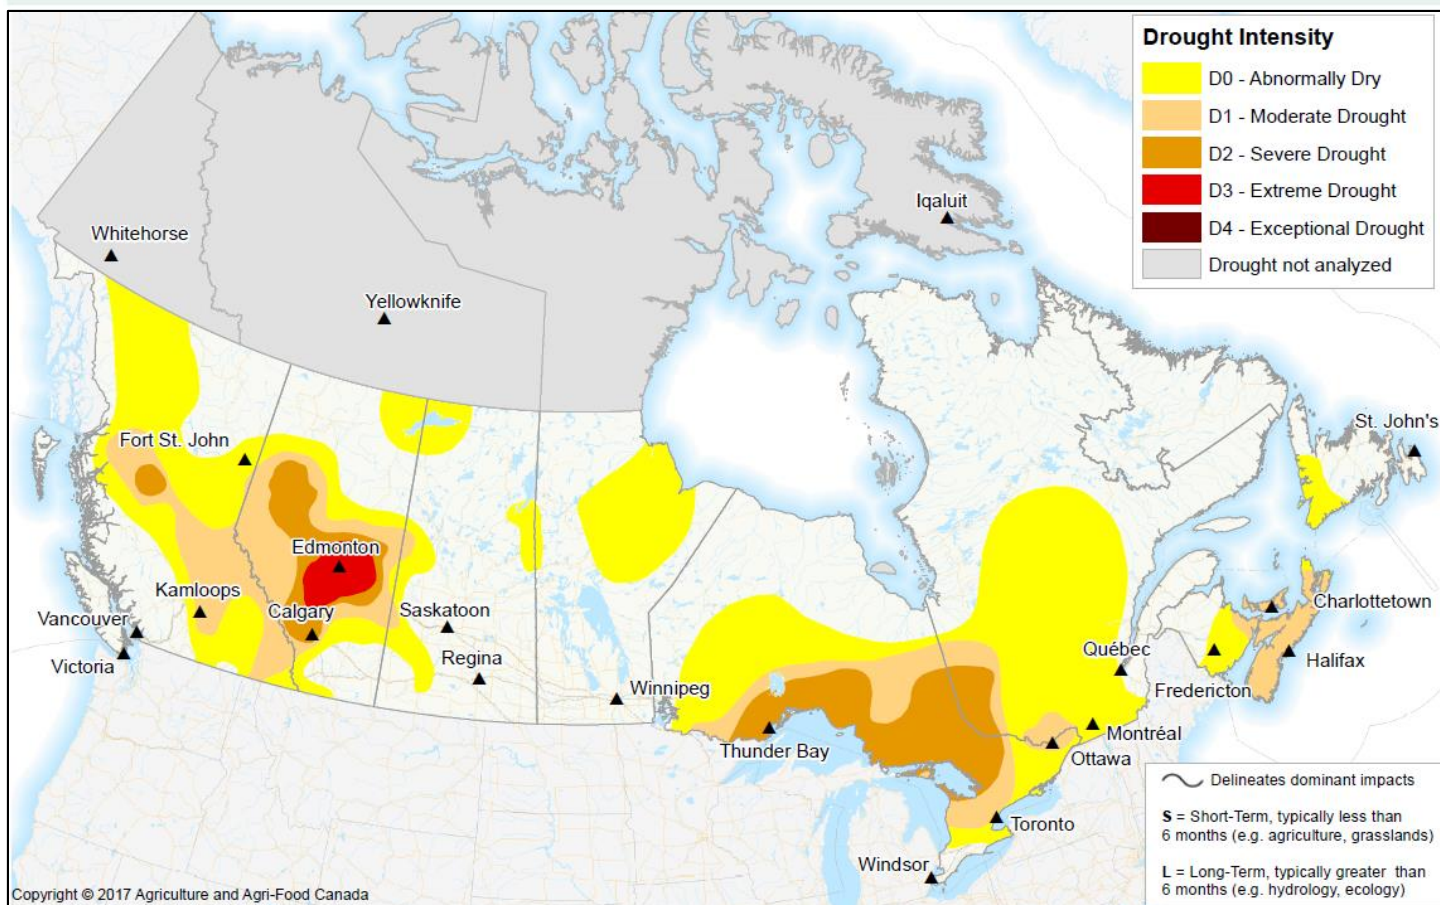 Drought Intensity
D0 - Abnormally Dry
D1 - Moderate Drought
D2 - Severe Drought
D3 - Extreme Drought
D4 - Exceptional Drought
Drought not analyzed
Iqaluit
Whitehorse
Yellowknife
St. John's
Fort St. John
Edmonton
Kamloops
Calgary
Saskatoon
Charlottetown
Vancouver
Québec
Victoria
Regina
Halifax
Winnipeg
Fredericton
Montréal
Thunder Bay
Ottawa
Toronto
Windsor
Delineates dominant impacts
S = Short-Term, typically less than
6 months (e.g. agriculture, grasslands)
L = Long-Term, typically greater than
6 months (e.g. hydrology, ecology)
Copyright © 2017 Agriculture and Agri-Food Canada